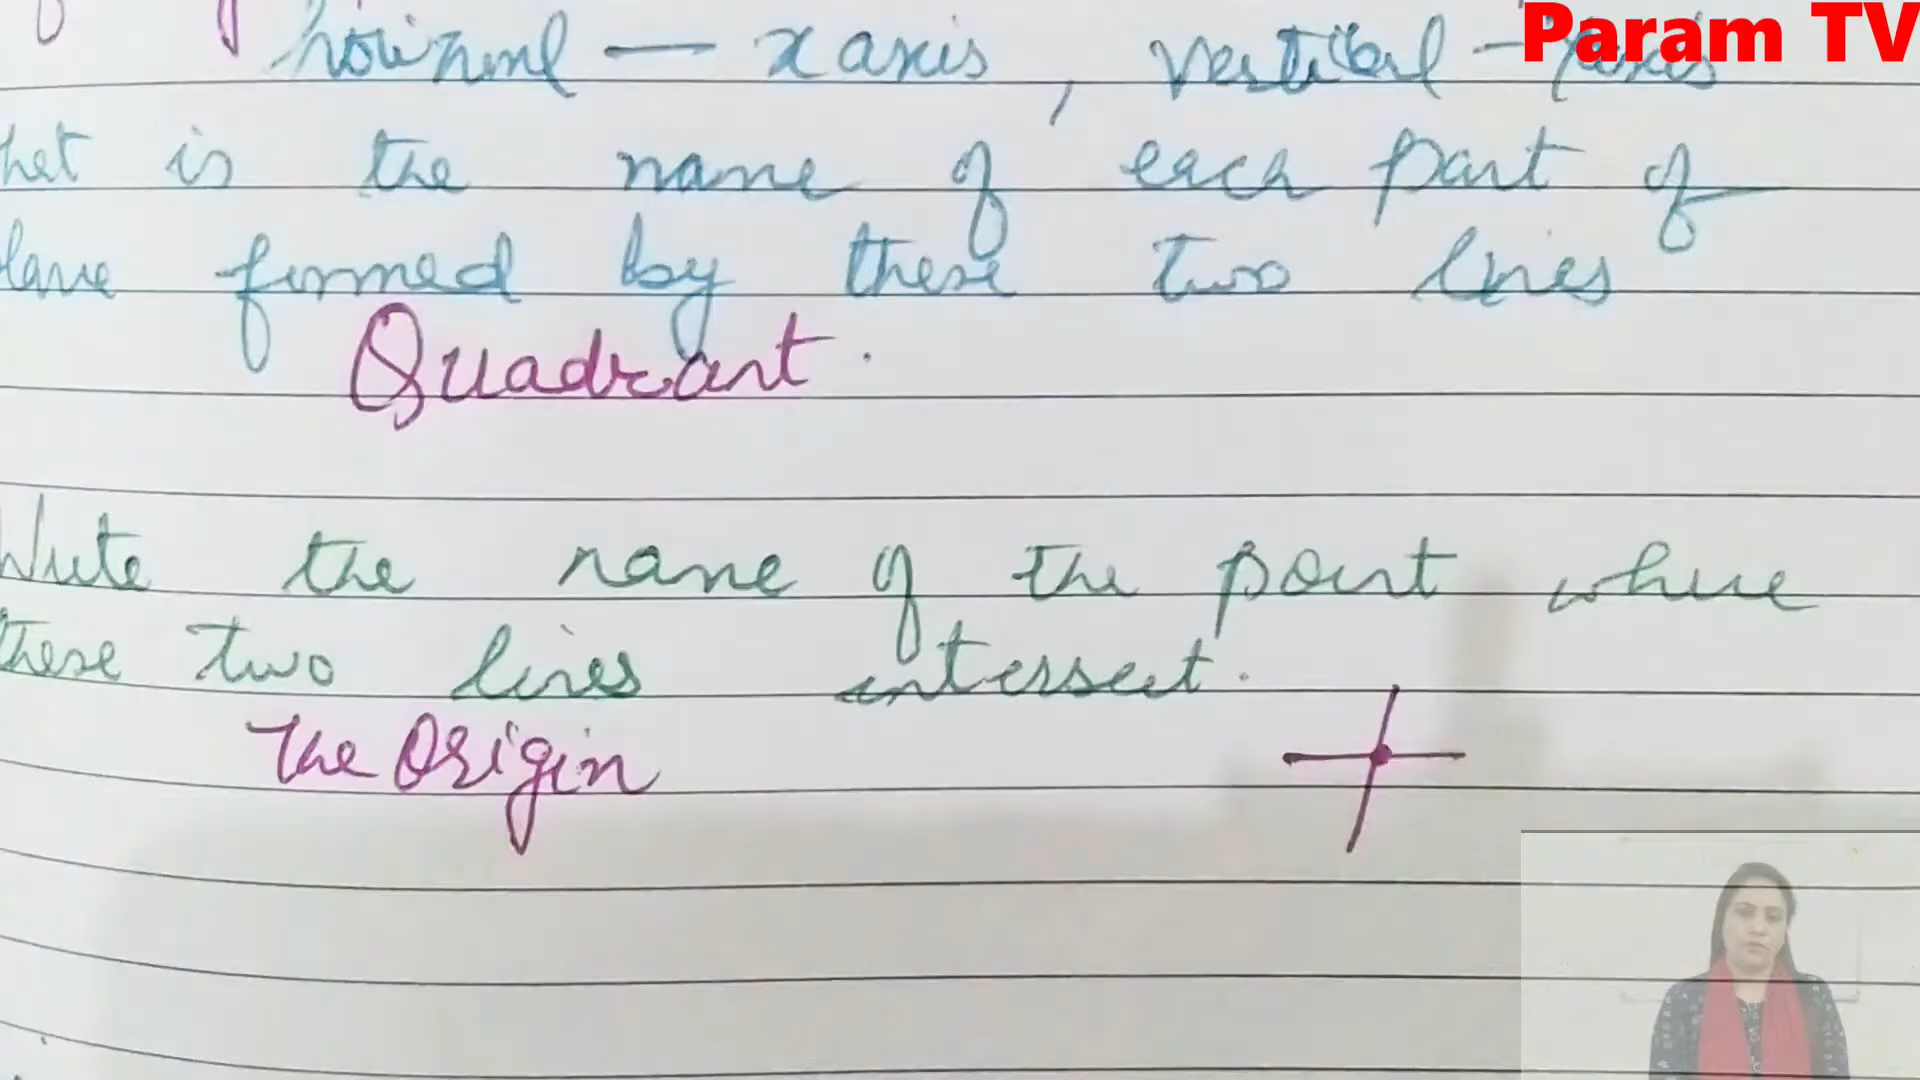 Param TV
horizontal — x axis, vertical - y axis
hat is the name of each part of
lane formed by these two lines
Quadrant.
Write the name of the point where
these two lines intersect.
The Origin